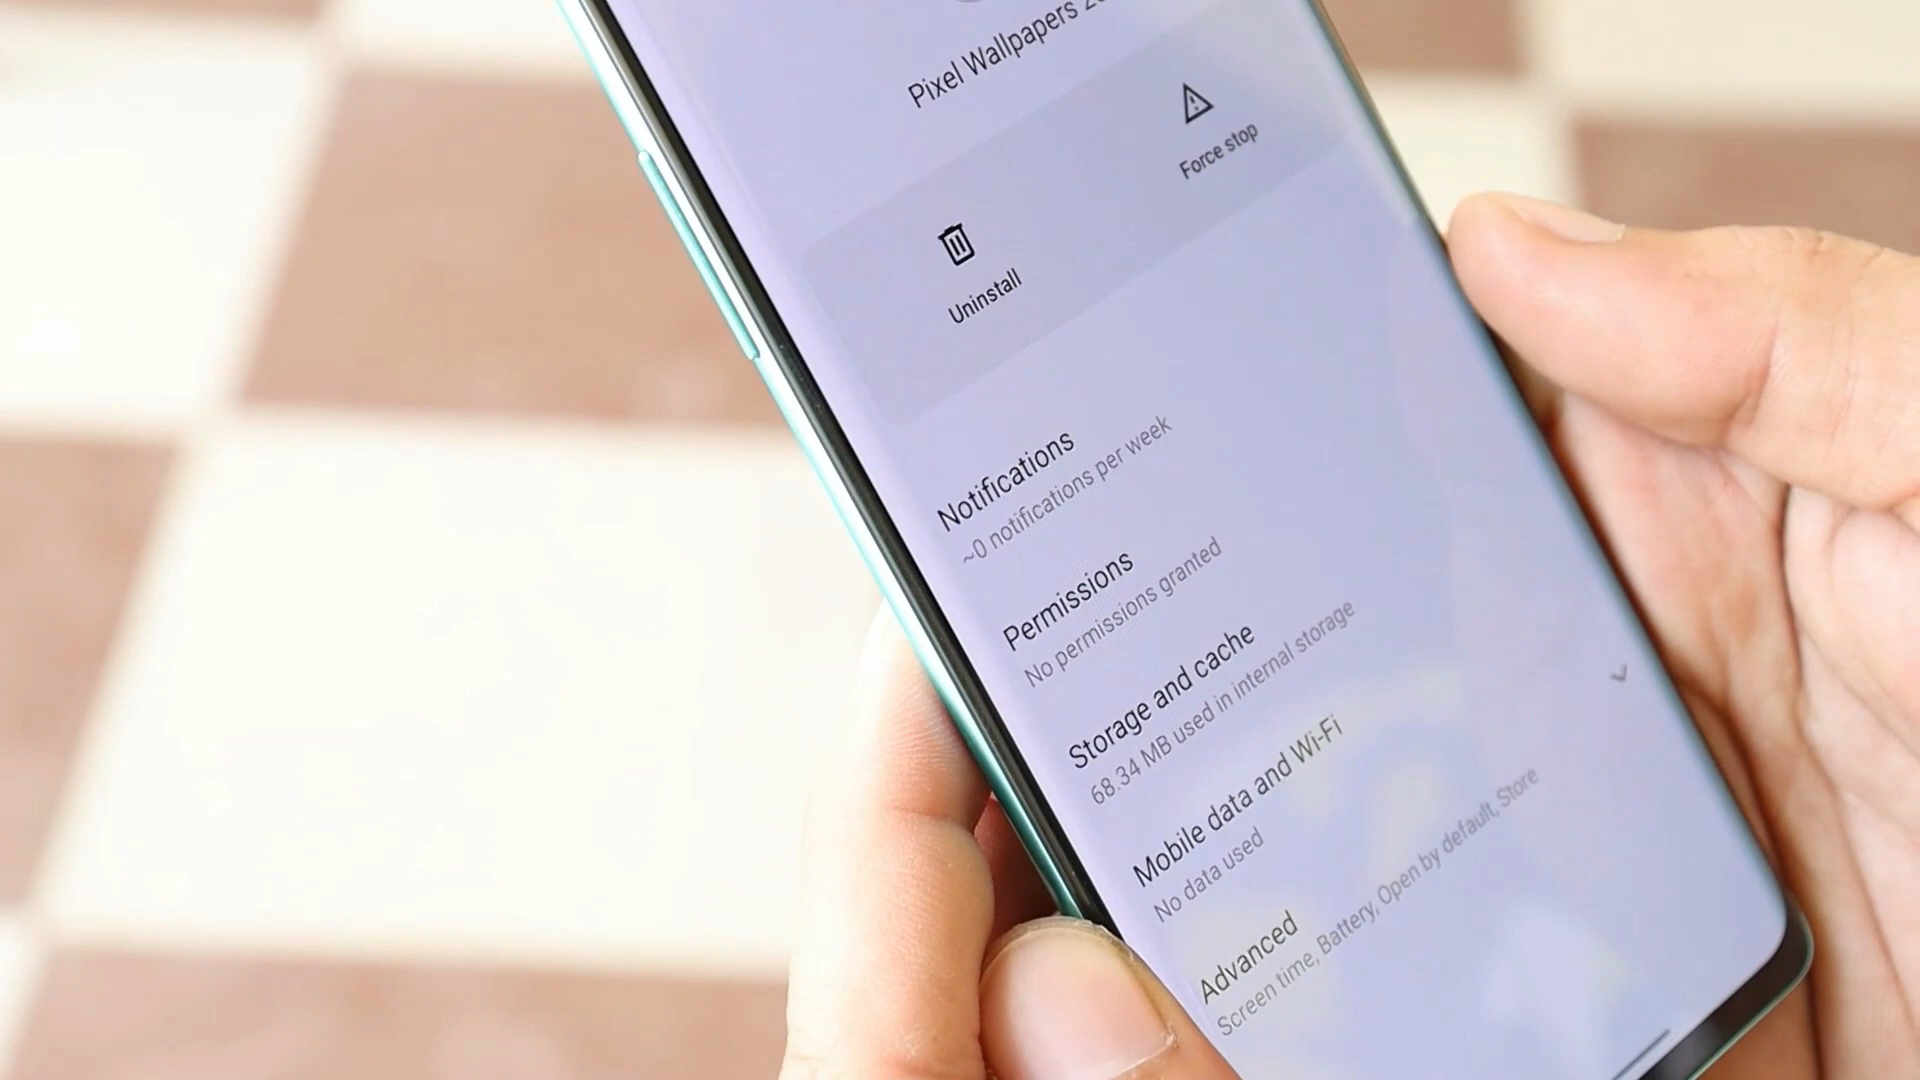 Pixel Wallpapers
Force stop
Uninstall
Notifications
~0 notifications per week
Permissions
No permissions granted
Storage and cache
68.34 MB used in internal storage
Mobile data and Wi-Fi
No data used
Advanced
Screen time, Battery, Open by default, Store